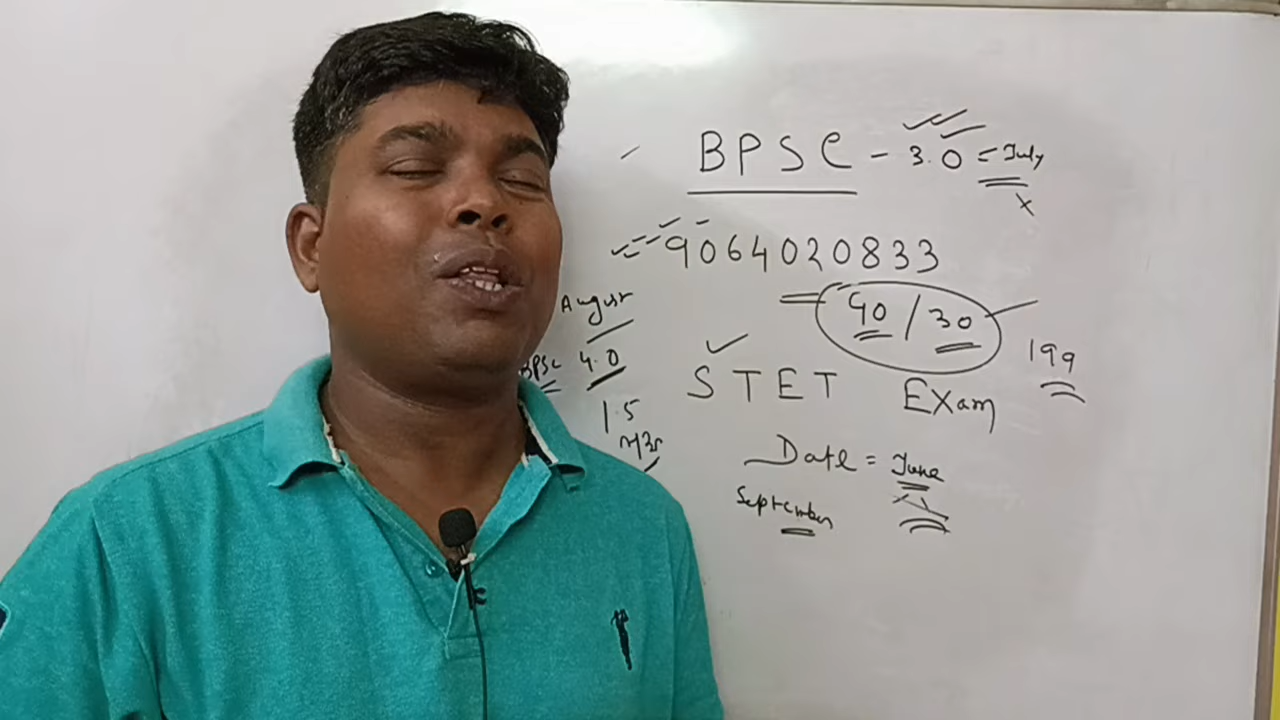 BPSC - 3.0 = July
x
9064020833
August
40/30
BPSC 4.0
199
STET Exam
1.5
Date = June
September